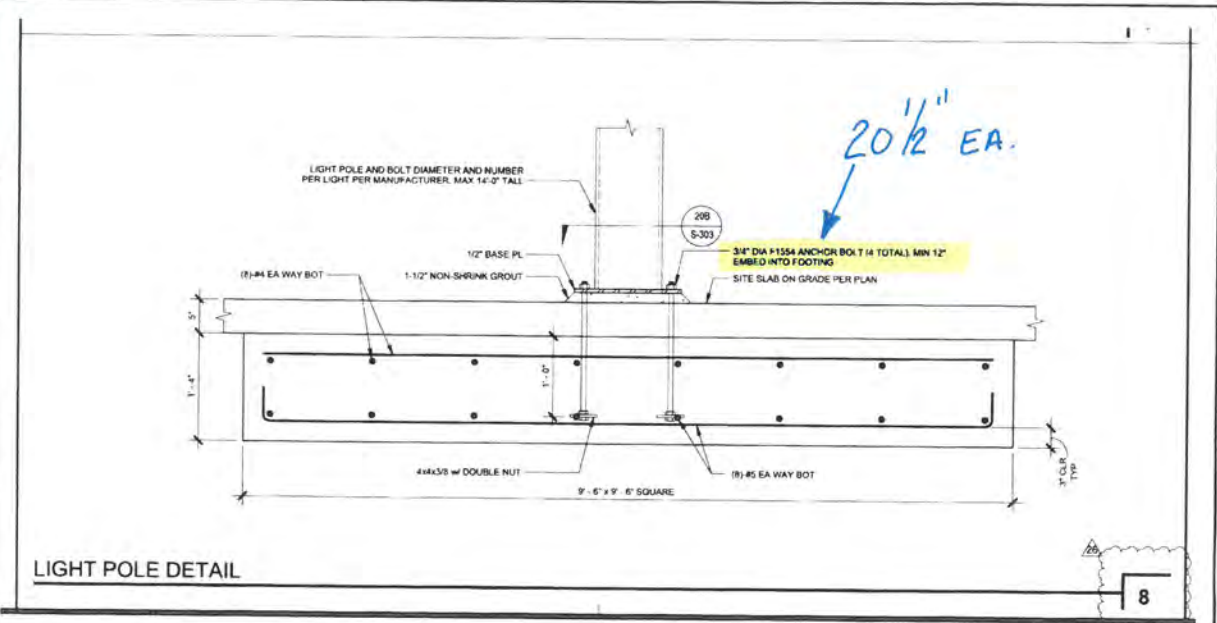 20 1/2" EA.
LIGHT POLE AND BOLT DIAMETER AND NUMBER
PER LIGHT PER MANUFACTURER. MAX 14'-0" TALL
20B
S-303
1/2" BASE PL
3/4" DIA F1554 ANCHOR BOLT (4 TOTAL). MIN 12"
EMBED INTO FOOTING
(8)-#4 EA WAY BOT
1-1/2" NON-SHRINK GROUT
SITE SLAB ON GRADE PER PLAN
5"
1' - 4"
1'-0"
4x4x3/8 w/ DOUBLE NUT
(8)-#5 EA WAY BOT
3" CLR
TYP
9' - 6" x 9' - 6" SQUARE
26
LIGHT POLE DETAIL
8